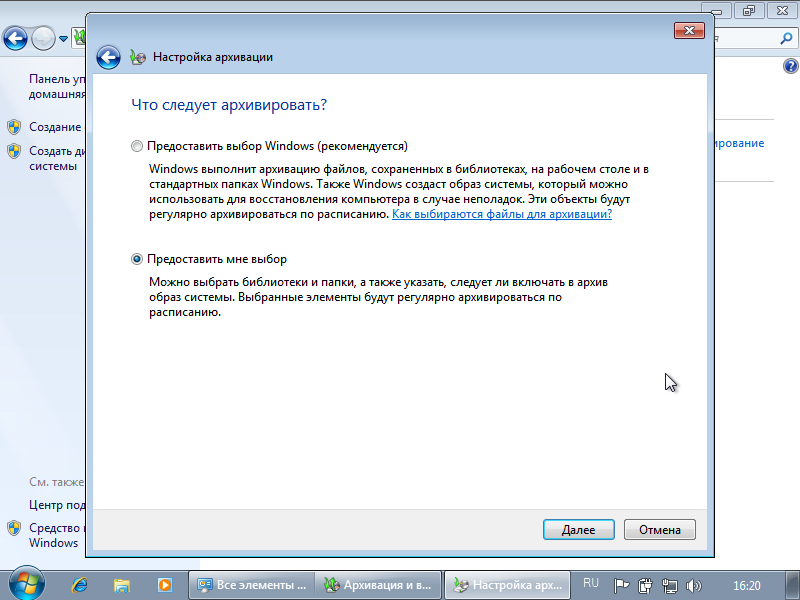 Настройка архивации
Панель уп
домашняя
Создание
Создать ди
системы
Что следует архивировать?
Предоставить выбор Windows (рекомендуется)
Windows выполнит архивацию файлов, сохраненных в библиотеках, на рабочем столе и в
стандартных папках Windows. Также Windows создаст образ системы, который можно
использовать для восстановления компьютера в случае неполадок. Эти объекты будут
регулярно архивироваться по расписанию. Как выбираются файлы для архивации?
Предоставить мне выбор
Можно выбрать библиотеки и папки, а также указать, следует ли включать в архив
образ системы. Выбранные элементы будут регулярно архивироваться по
расписанию.
ирование
См. также
Центр под
Средство
Windows
Далее
Отмена
Все элементы ...
Архивация и в...
Настройка арх...
RU
16:20